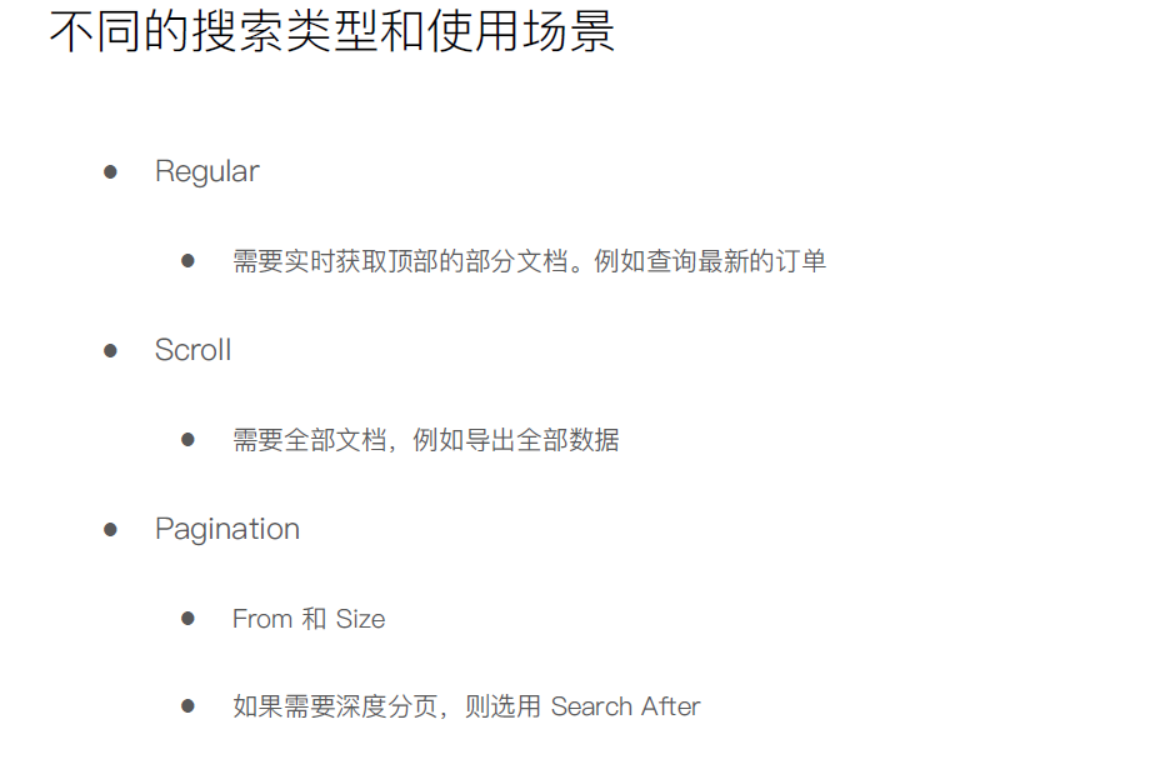 不同的搜索类型和使用场景
Regular
需要实时获取顶部的部分文档。例如查询最新的订单
Scroll
需要全部文档，例如导出全部数据
Pagination
From 和 Size
如果需要深度分页，则选用 Search After